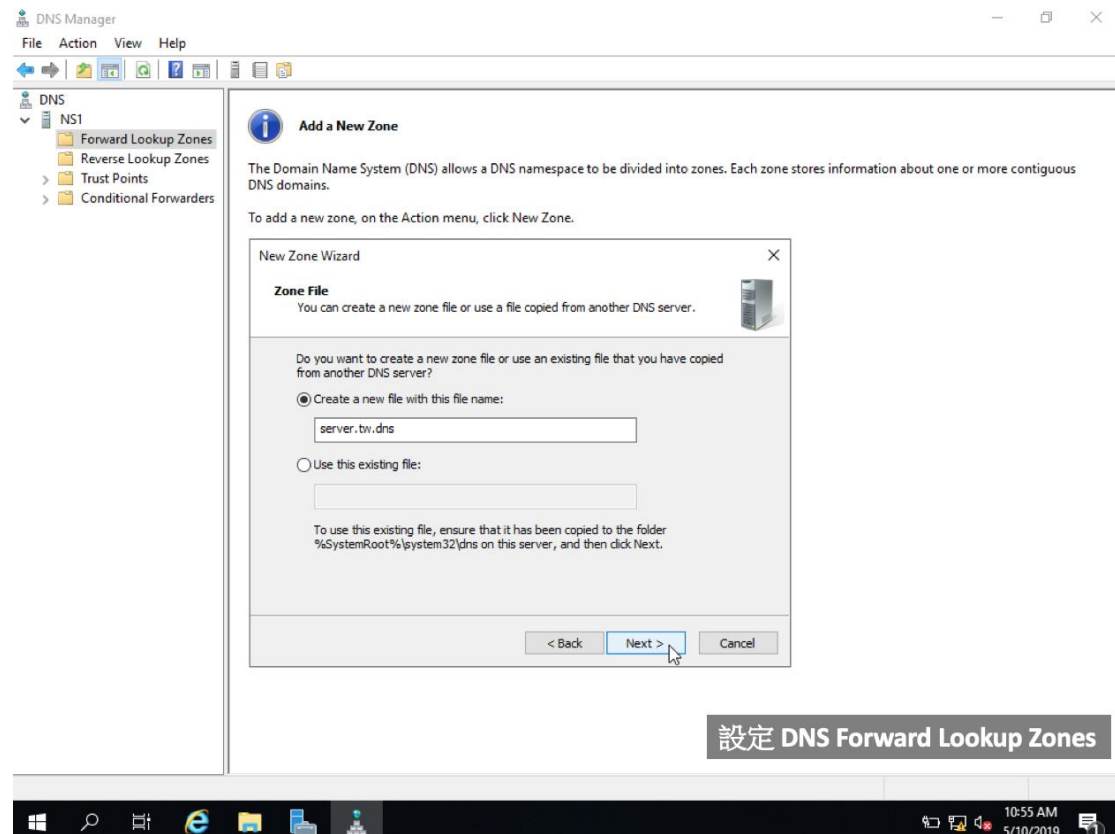 DNS Manager
File Action View Help
DNS
NS1
Forward Lookup Zones
Reverse Lookup Zones
Trust Points
Conditional Forwarders
Add a New Zone
The Domain Name System (DNS) allows a DNS namespace to be divided into zones. Each zone stores information about one or more contiguous
DNS domains.
To add a new zone, on the Action menu, click New Zone.
New Zone Wizard
Zone File
You can create a new zone file or use a file copied from another DNS server.
Do you want to create a new zone file or use an existing file that you have copied
from another DNS server?
Create a new file with this file name:
server.tw.dns
Use this existing file:
To use this existing file, ensure that it has been copied to the folder
%SystemRoot%\system32\dns on this server, and then click Next.
< Back Next > Cancel
設定 DNS Forward Lookup Zones
10:55 AM
5/10/2019